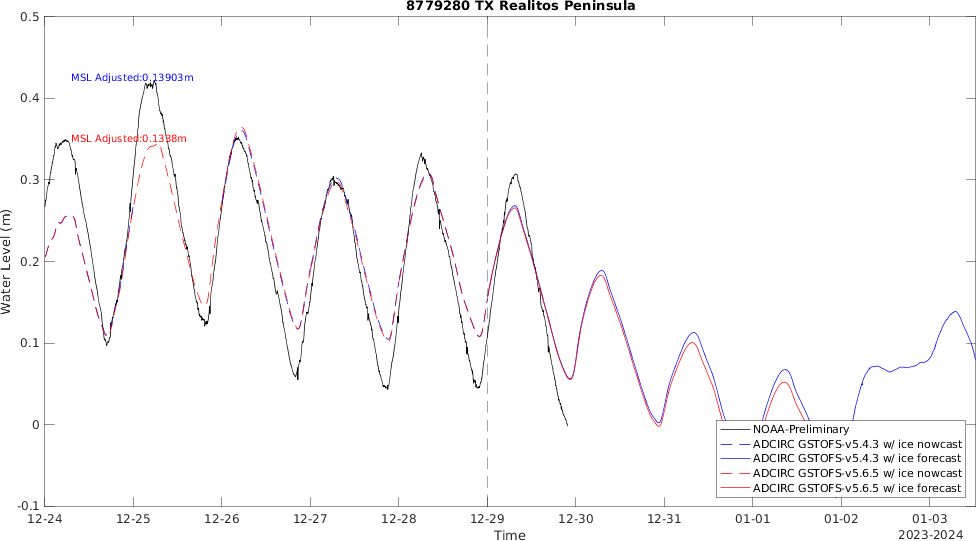 8779280 TX Realitos Peninsula
0.5
0.4
0.3
0.2
0.1
0
-0.1
Water Level (m)
MSL Adjusted:0.13903m
MSL Adjusted:0.1338m
NOAA-Preliminary
ADCIRC GSTOFS-v5.4.3 w/ ice nowcast
ADCIRC GSTOFS-v5.4.3 w/ ice forecast
ADCIRC GSTOFS-v5.6.5 w/ ice nowcast
ADCIRC GSTOFS-v5.6.5 w/ ice forecast
12-24 12-25 12-26 12-27 12-28 12-29 12-30 12-31 01-01 01-02 01-03
Time
2023-2024